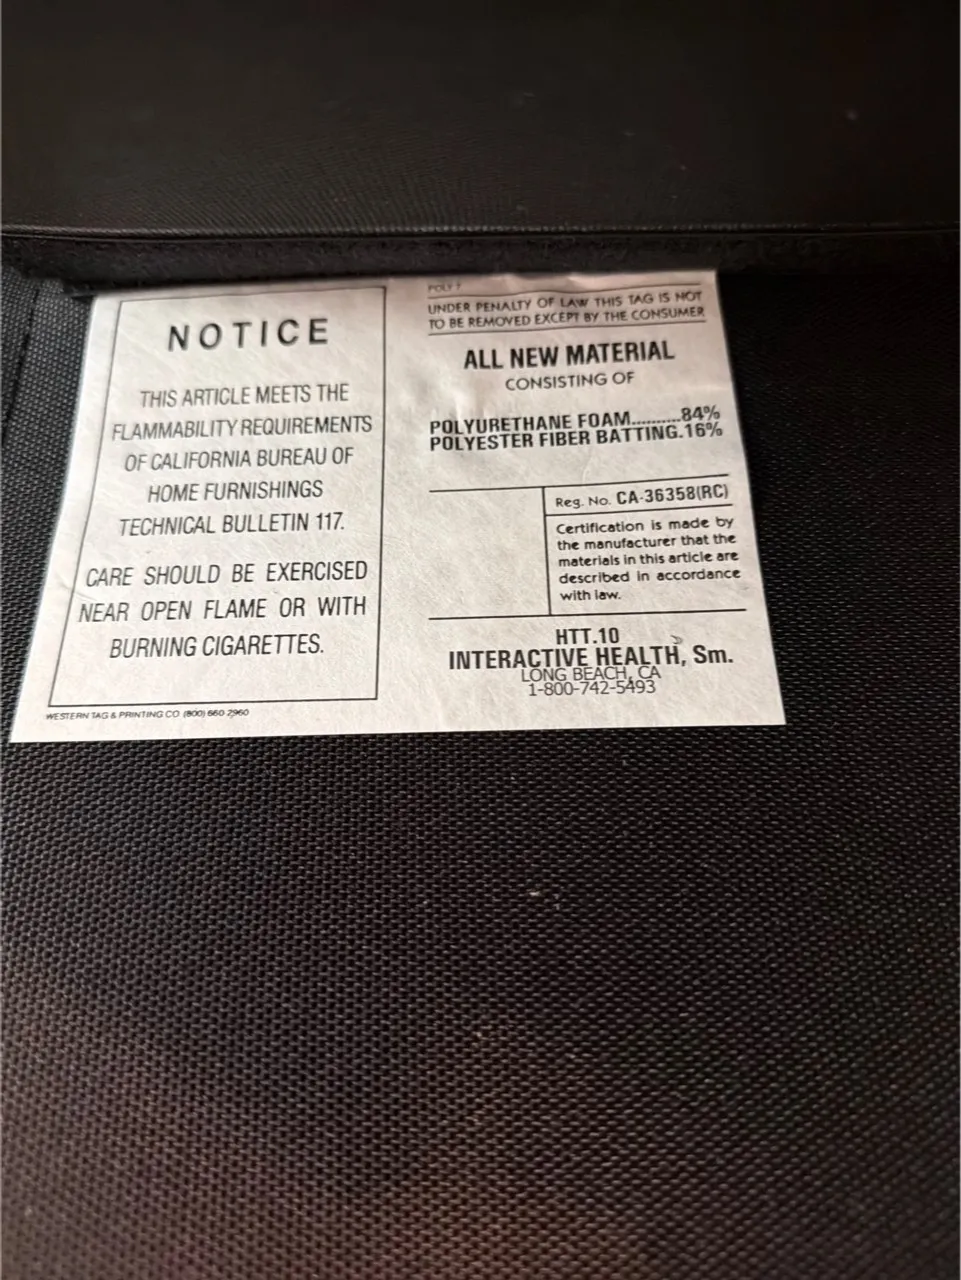 NOTICE
THIS ARTICLE MEETS THE
FLAMMABILITY REQUIREMENTS
OF CALIFORNIA BUREAU OF
HOME FURNISHINGS
TECHNICAL BULLETIN 117.
CARE SHOULD BE EXERCISED
NEAR OPEN FLAME OR WITH
BURNING CIGARETTES.
WESTERN TAG & PRINTING CO (800) 660 2960
POLY 7
UNDER PENALTY OF LAW THIS TAG IS NOT
TO BE REMOVED EXCEPT BY THE CONSUMER
ALL NEW MATERIAL
CONSISTING OF
POLYURETHANE FOAM..........84%
POLYESTER FIBER BATTING.16%
Reg. No. CA-36358(RC)
Certification is made by
the manufacturer that the
materials in this article are
described in accordance
with law.
HTT.10
INTERACTIVE HEALTH, Sm.
LONG BEACH, CA
1-800-742-5493